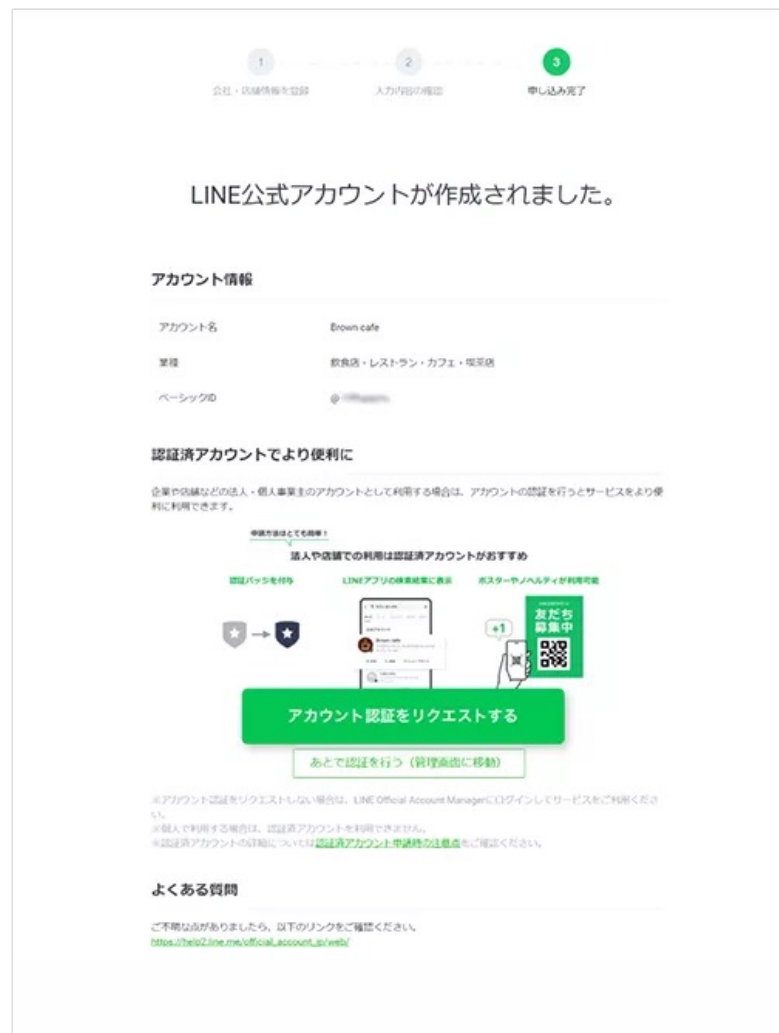 1
2
3
会社・店舗情報を登録
入力内容の確認
申し込み完了
LINE公式アカウントが作成されました。
アカウント情報
アカウント名
Brown cafe
業種
飲食店・レストラン・カフェ・喫茶店
ベーシックID
@
認証済アカウントでより便利に
企業や店舗などの法人・個人事業主のアカウントとして利用する場合は、アカウントの認証を行うとサービスをより便
利に利用できます。
申請方法はとても簡単！
法人や店舗での利用は認証済アカウントがおすすめ
認証バッジを付与
LINEアプリの検索結果に表示
ポスターやノベルティが利用可能
Brown cafe
+1
友だち
募集中
アカウント認証をリクエストする
あとで認証を行う（管理画面に移動）
※アカウント認証をリクエストしない場合は、LINE Official Account Managerにログインしてサービスをご利用くださ
い。
※個人で利用する場合は、認証済アカウントを利用できません。
※認証済アカウントの詳細については認証済アカウント申請時の注意点をご確認ください。
よくある質問
ご不明な点がありましたら、以下のリンクをご確認ください。
https://help2.line.me/official_account_jp/web/